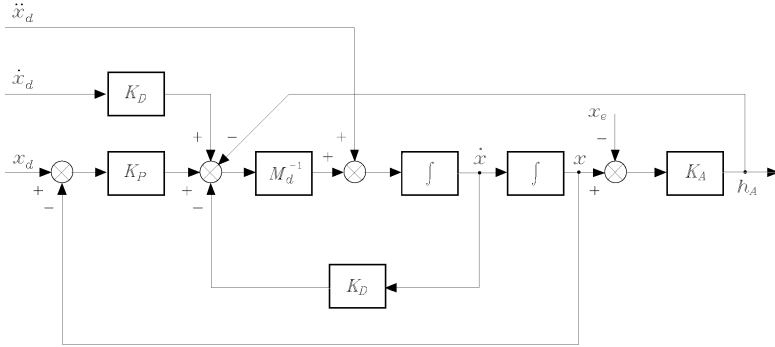 ẍ_d
ẋ_d
K_D
+
−
x_d
+
−
K_P
+
−
M_d^{-1}
+
+
∫
ẋ
∫
x
x_e
−
+
K_A
h_A
K_D